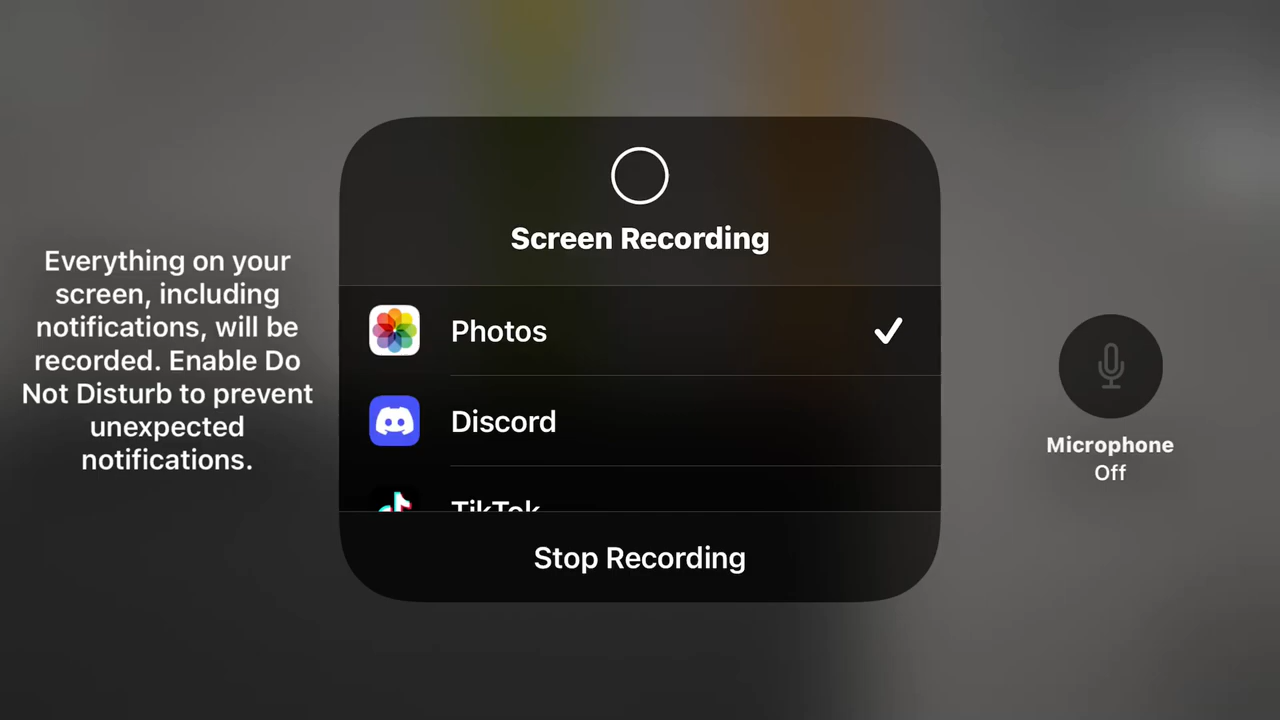 Everything on your
screen, including
notifications, will be
recorded. Enable Do
Not Disturb to prevent
unexpected
notifications.
Screen Recording
Photos
Discord
TikTok
Stop Recording
Microphone
Off